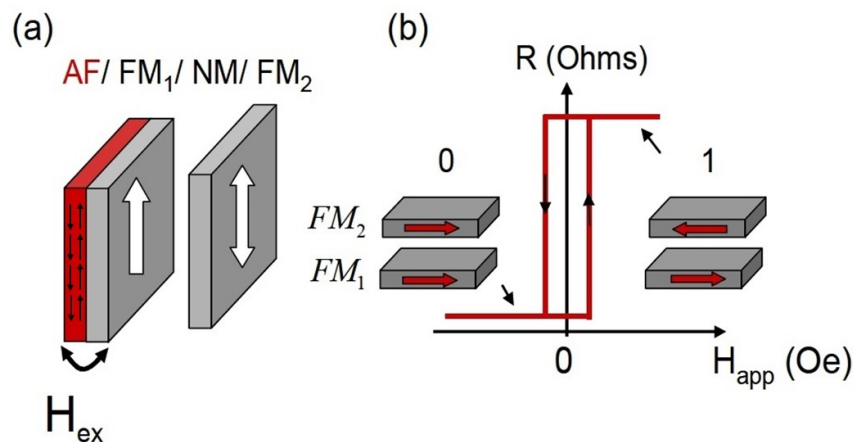 (a)
AF/ FM₁/ NM/ FM₂
Hₑₓ
(b)
R (Ohms)
0
1
FM₂
FM₁
0
Hₐₚₚ (Oe)